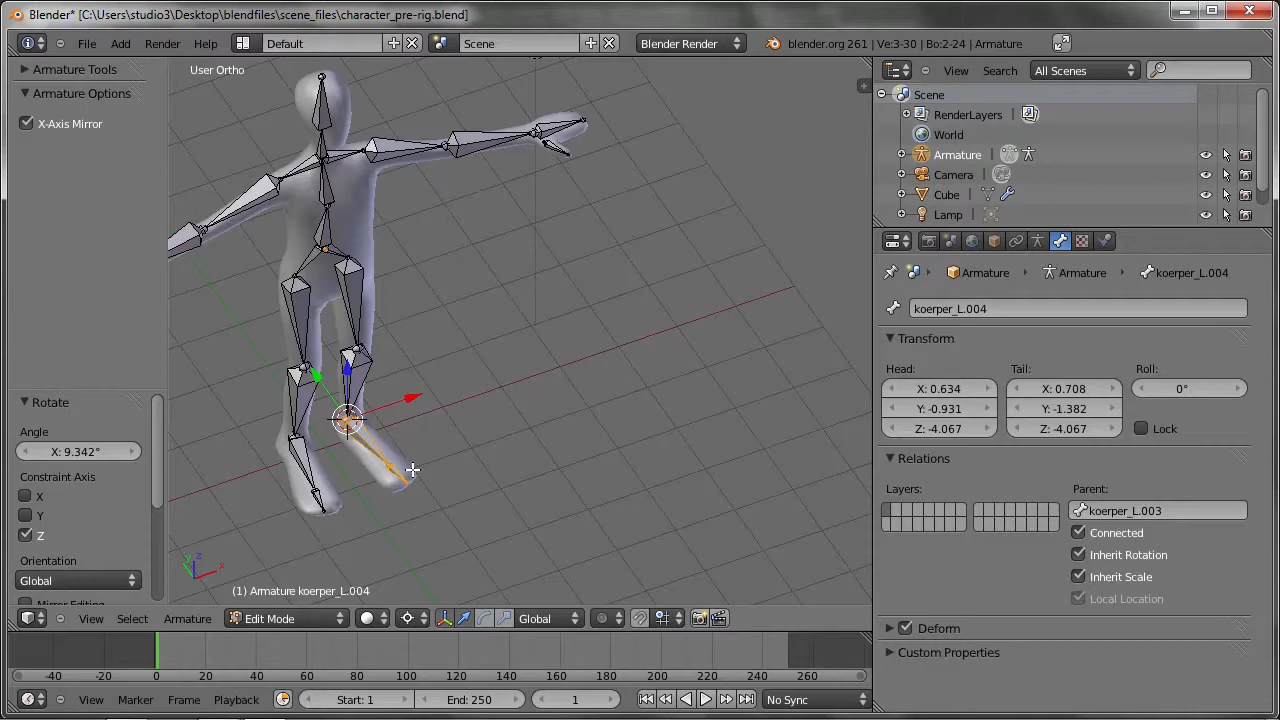 Blender* [C:\Users\studio3\Desktop\blendfiles\scene_files\character_pre-rig.blend]
File Add Render Help Default Scene Blender Render blender.org 261 | Ve:3-30 | Bo:2-24 | Armature
Armature Tools
Armature Options
X-Axis Mirror
User Ortho
View Search All Scenes
Scene
RenderLayers
World
Armature
Camera
Cube
Lamp
Armature Armature koerper_L.004
koerper_L.004
Transform
Head: Tail: Roll:
X: 0.634 X: 0.708 0°
Y: -0.931 Y: -1.382
Z: -4.067 Z: -4.067 Lock
Relations
Layers: Parent:
koerper_L.003
Connected
Inherit Rotation
Inherit Scale
Local Location
Deform
Custom Properties
Rotate
Angle
X: 9.342°
Constraint Axis
X
Y
Z
Orientation
Global
Mirror Editing
z
y
x
(1) Armature koerper_L.004
View Select Armature Edit Mode Global
-40 -20 0 20 40 60 80 100 120 140 160 180 200 220 240 260
View Marker Frame Playback Start: 1 End: 250 1 No Sync